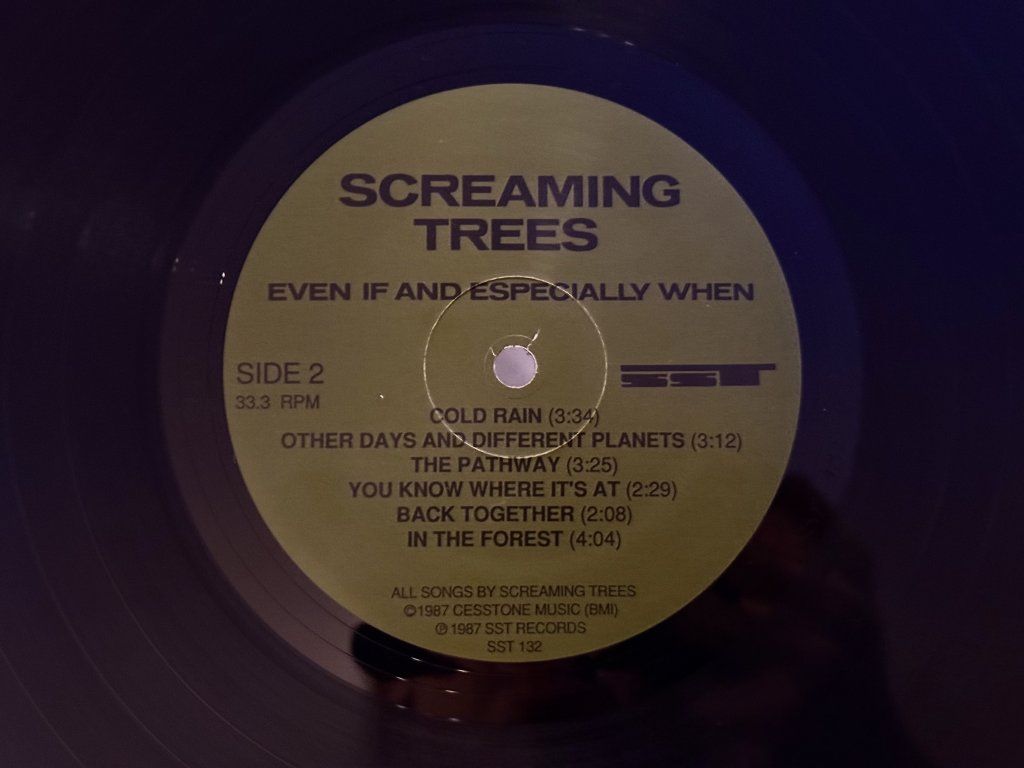 SCREAMING
TREES
EVEN IF AND ESPECIALLY WHEN
SIDE 2
33.3 RPM
SST
COLD RAIN (3:34)
OTHER DAYS AND DIFFERENT PLANETS (3:12)
THE PATHWAY (3:25)
YOU KNOW WHERE IT'S AT (2:29)
BACK TOGETHER (2:08)
IN THE FOREST (4:04)
ALL SONGS BY SCREAMING TREES
©1987 CESSTONE MUSIC (BMI)
℗ 1987 SST RECORDS
SST 132